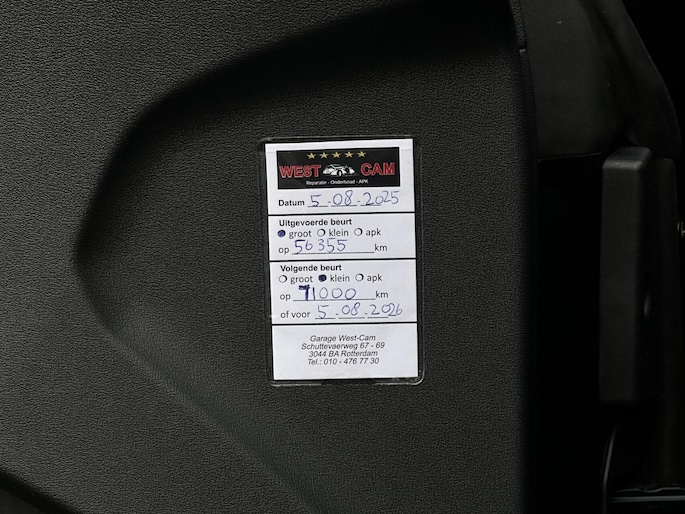 WEST CAM
Reparatie - Onderhoud - APK
Datum 5-08-2025
Uitgevoerde beurt
groot klein apk
op 56355 km
Volgende beurt
groot klein apk
op 71000 km
of voor 5-08-2026
Garage West-Cam
Schuttevaerweg 67 - 69
3044 BA Rotterdam
Tel.: 010 - 476 77 30